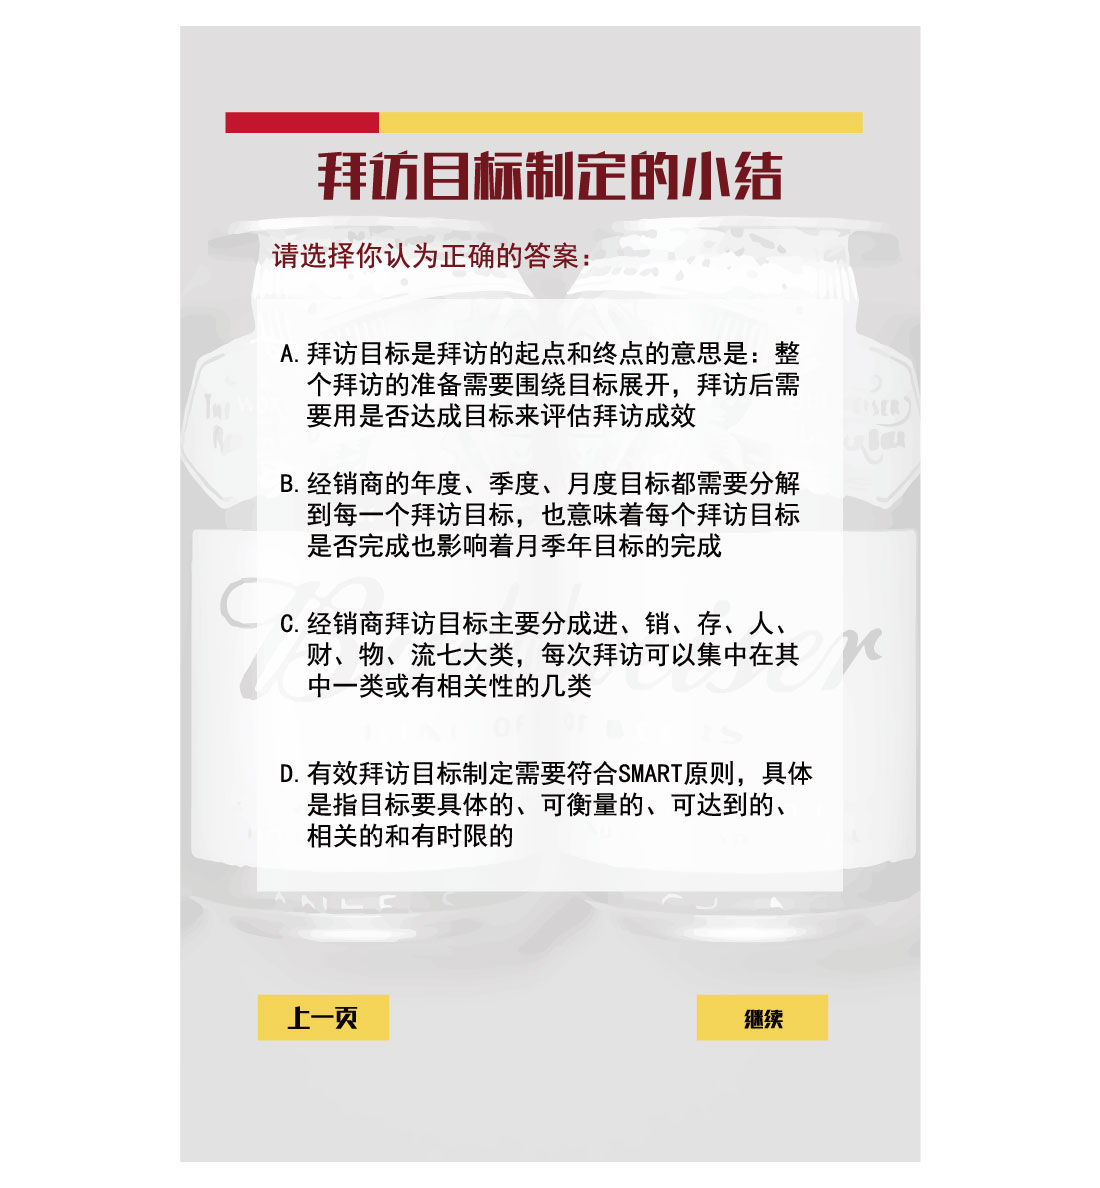 拜访目标制定的小结
请选择你认为正确的答案：
A. 拜访目标是拜访的起点和终点的意思是：整
个拜访的准备需要围绕目标展开，拜访后需
要用是否达成目标来评估拜访成效
B. 经销商的年度、季度、月度目标都需要分解
到每一个拜访目标，也意味着每个拜访目标
是否完成也影响着月季年目标的完成
C. 经销商拜访目标主要分成进、销、存、人、
财、物、流七大类，每次拜访可以集中在其
中一类或有相关性的几类
D. 有效拜访目标制定需要符合SMART原则，具体
是指目标要具体的、可衡量的、可达到的、
相关的和有时限的
上一页
继续